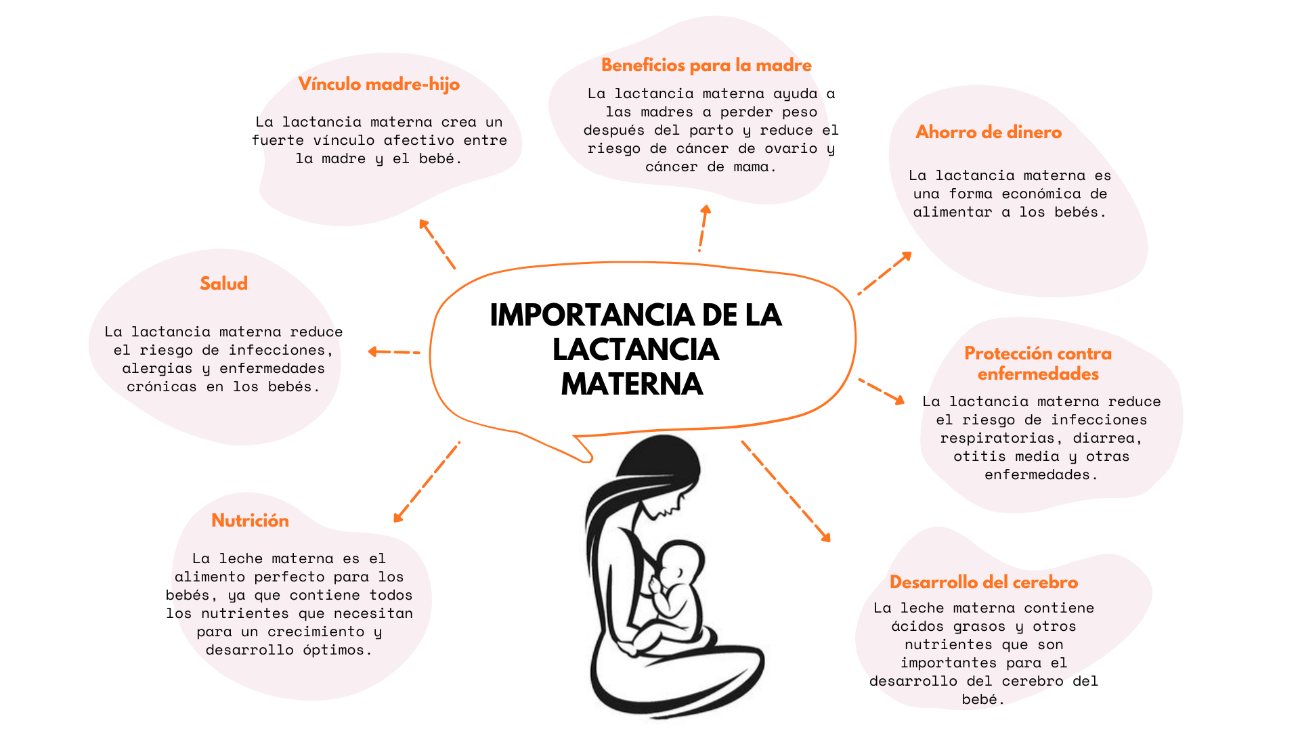 Vínculo madre-hijo
La lactancia materna crea un
fuerte vínculo afectivo entre
la madre y el bebé.
Beneficios para la madre
La lactancia materna ayuda a
las madres a perder peso
después del parto y reduce el
riesgo de cáncer de ovario y
cáncer de mama.
Ahorro de dinero
La lactancia materna es
una forma económica de
alimentar a los bebés.
Salud
La lactancia materna reduce
el riesgo de infecciones,
alergias y enfermedades
crónicas en los bebés.
IMPORTANCIA DE LA
LACTANCIA
MATERNA
Protección contra
enfermedades
La lactancia materna reduce
el riesgo de infecciones
respiratorias, diarrea,
otitis media y otras
enfermedades.
Nutrición
La leche materna es el
alimento perfecto para los
bebés, ya que contiene todos
los nutrientes que necesitan
para un crecimiento y
desarrollo óptimos.
Desarrollo del cerebro
La leche materna contiene
ácidos grasos y otros
nutrientes que son
importantes para el
desarrollo del cerebro del
bebé.